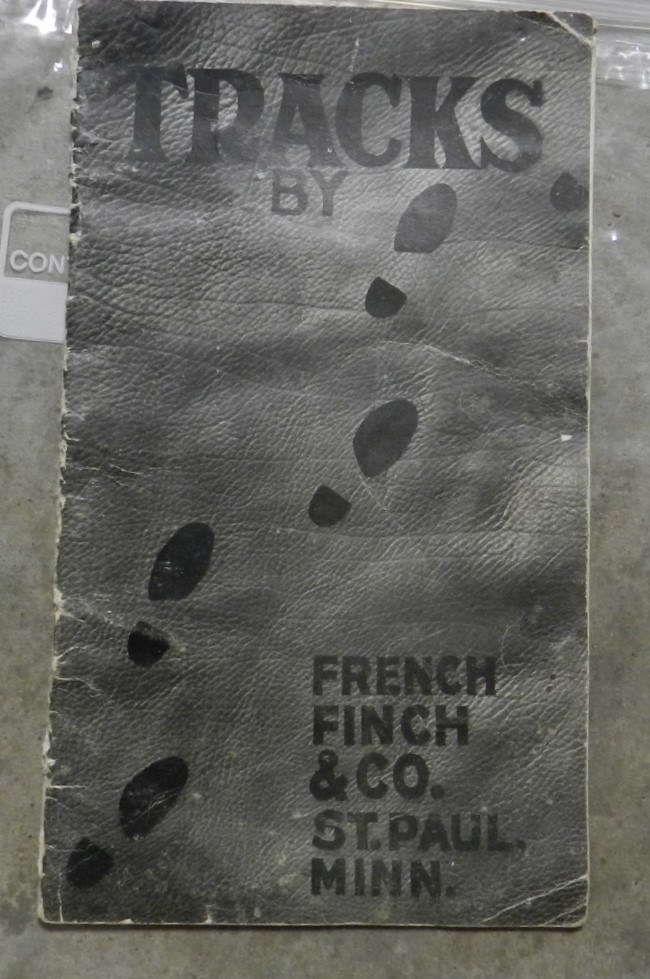 TRACKS
BY
FRENCH
FINCH
& CO.
ST. PAUL,
MINN.
CON